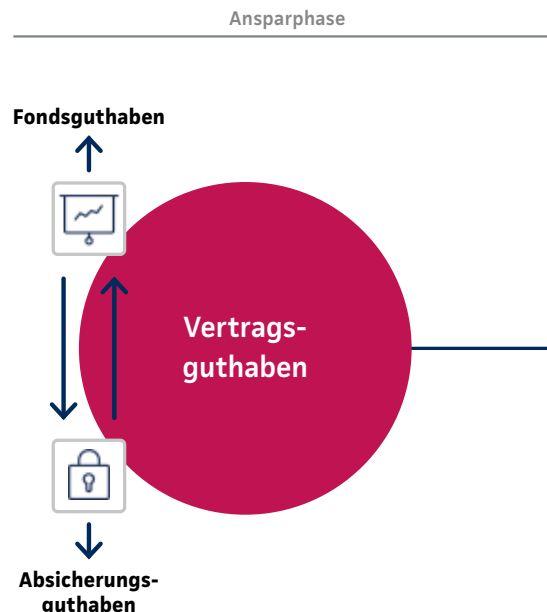 Ansparphase
Fondsguthaben
Vertrags-
guthaben
Absicherungs-
guthaben